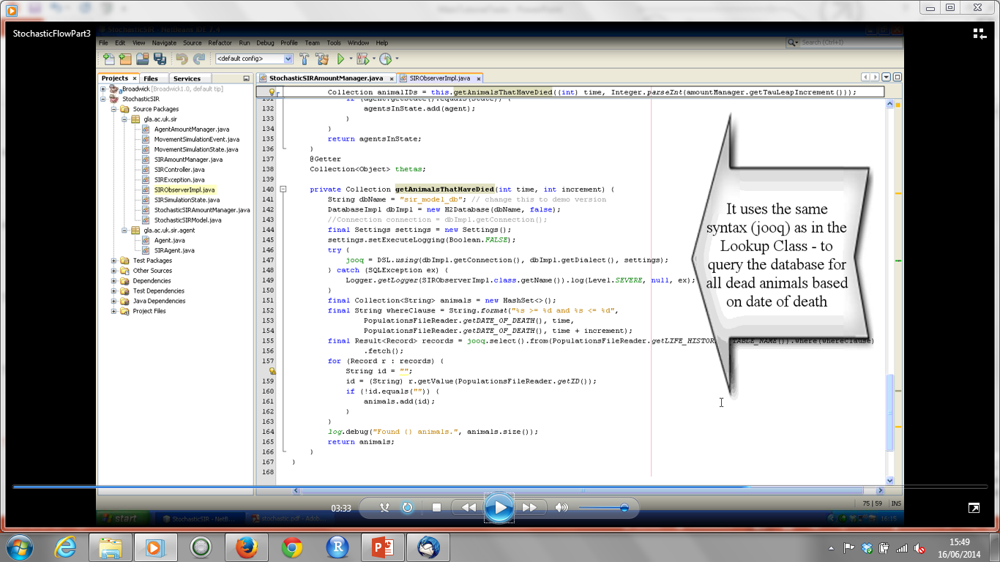 StochasticFlowPart3
StochasticSIR - NetBeans IDE 7.4
File Edit View Navigate Source Refactor Run Debug Profile Team Tools Window Help
Search (Ctrl+I)
<default config>
Projects Files Services
StochasticSIRAmountManager.java SIRObserverImpl.java
Broadwick [Broadwick1.0, default tip]
StochasticSIR
Source Packages
gla.ac.uk.sir
AgentAmountManager.java
MovementSimulationEvent.java
MovementSimulationState.java
SIRAmountManager.java
SIRController.java
SIRException.java
SIRObserverImpl.java
SIRSimulationState.java
StochasticSIRAmountManager.java
StochasticSIRModel.java
gla.ac.uk.sir.agent
Agent.java
SIRAgent.java
Test Packages
Other Sources
Dependencies
Test Dependencies
Java Dependencies
Project Files
Collection animalIDs = this.getAnimalsThatHaveDied((int) time, Integer.parseInt(amountManager.getTauLeapIncrement()));
131 if (agent.getState().equals(state)) {
132 agentsInState.add(agent);
133 }
134 }
135 return agentsInState;
136 }
137 @Getter
138 Collection<Object> thetas;
139
140 private Collection getAnimalsThatHaveDied(int time, int increment) {
141 String dbName = "sir_model_db"; // change this to demo version
142 DatabaseImpl dbImpl = new H2Database(dbName, false);
143 //Connection connection = dbImpl.getConnection();
144 final Settings settings = new Settings();
145 settings.setExecuteLogging(Boolean.FALSE);
146 try {
147 jooq = DSL.using(dbImpl.getConnection(), dbImpl.getDialect(), settings);
148 } catch (SQLException ex) {
149 Logger.getLogger(SIRObserverImpl.class.getName()).log(Level.SEVERE, null, ex);
150 }
151 final Collection<String> animals = new HashSet<>();
152 final String whereClause = String.format("%s >= %d and %s <= %d",
153 PopulationsFileReader.getDATE_OF_DEATH(), time,
154 PopulationsFileReader.getDATE_OF_DEATH(), time + increment);
155 final Result<Record> records = jooq.select().from(PopulationsFileReader.getLIFE_HISTORIES_TABLE_NAME()).where(whereClause)
156 .fetch();
157 for (Record r : records) {
String id = "";
159 id = (String) r.getValue(PopulationsFileReader.getID());
160 if (!id.equals("")) {
161 animals.add(id);
162 }
163 }
164 log.debug("Found {} animals.", animals.size());
165 return animals;
166 }
167 }
168
It uses the same
syntax (jooq) as in the
Lookup Class - to
query the database for
all dead animals based
on date of death
75 | 59 INS
03:33
start StochasticSIR - NetB... stochastic.pdf - Adob... 16:15
15:49
16/06/2014